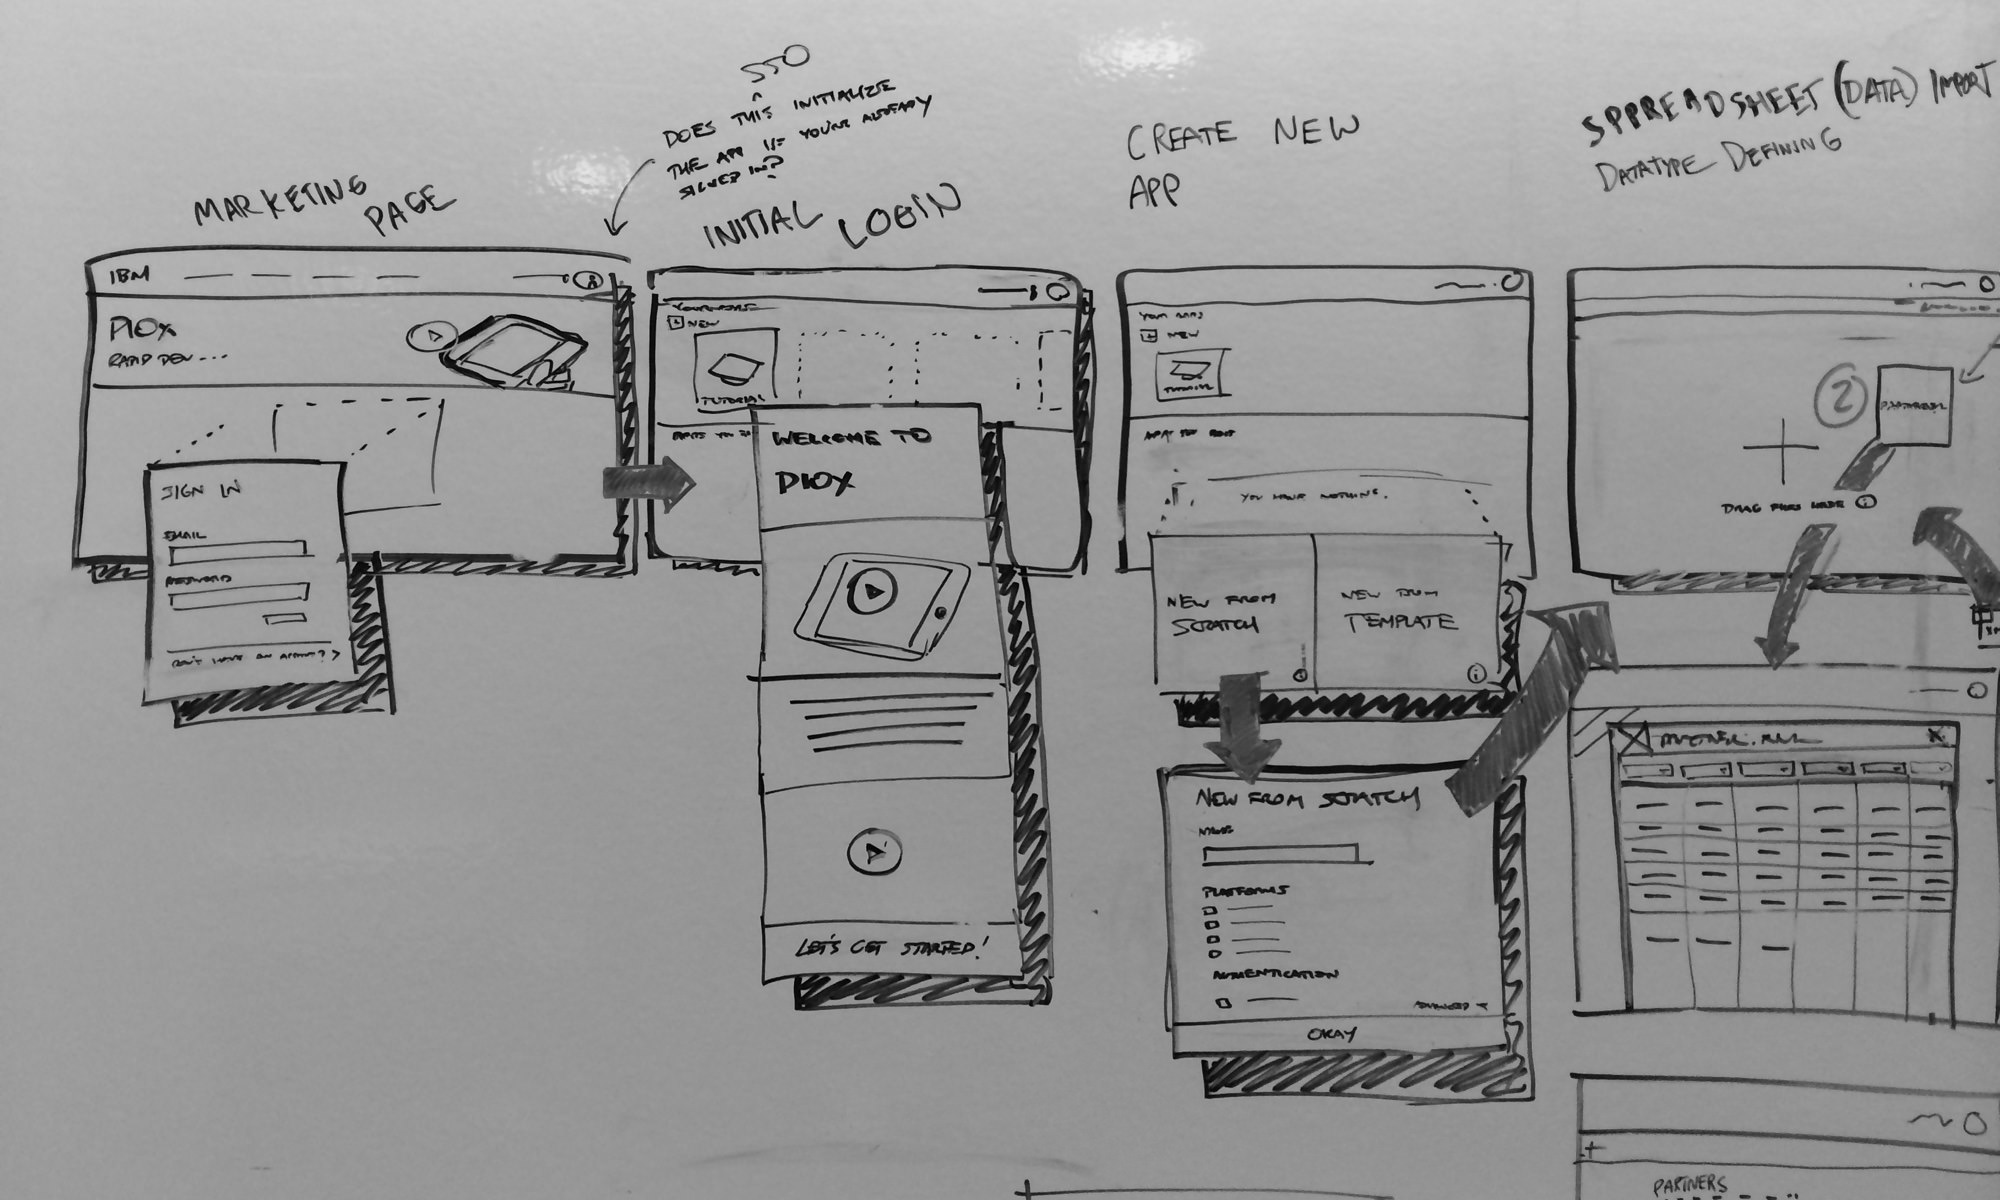 SSO
DOES THIS INITIALIZE
THE APP IF YOU'RE ALREADY
SIGNED IN?
MARKETING
PAGE
IBM
PIOX
RAPID DEV ...
SIGN IN
EMAIL
PASSWORD
DON'T HAVE AN ACCOUNT? >
INITIAL LOGIN
NEW
TUTORIAL
WELCOME TO
PIOX
LET'S GET STARTED!
CREATE NEW
APP
YOUR APPS
NEW
TUTORIAL
YOU HAVE NOTHING.
NEW FROM
SCRATCH
NEW FROM
TEMPLATE
NEW FROM SCRATCH
NAME
PLATFORMS
AUTHENTICATION
ADVANCED
OKAY
SPPREADSHEET (DATA) IMPORT
DATATYPE DEFINING
2
DRAG FILES HERE
PARTNERS